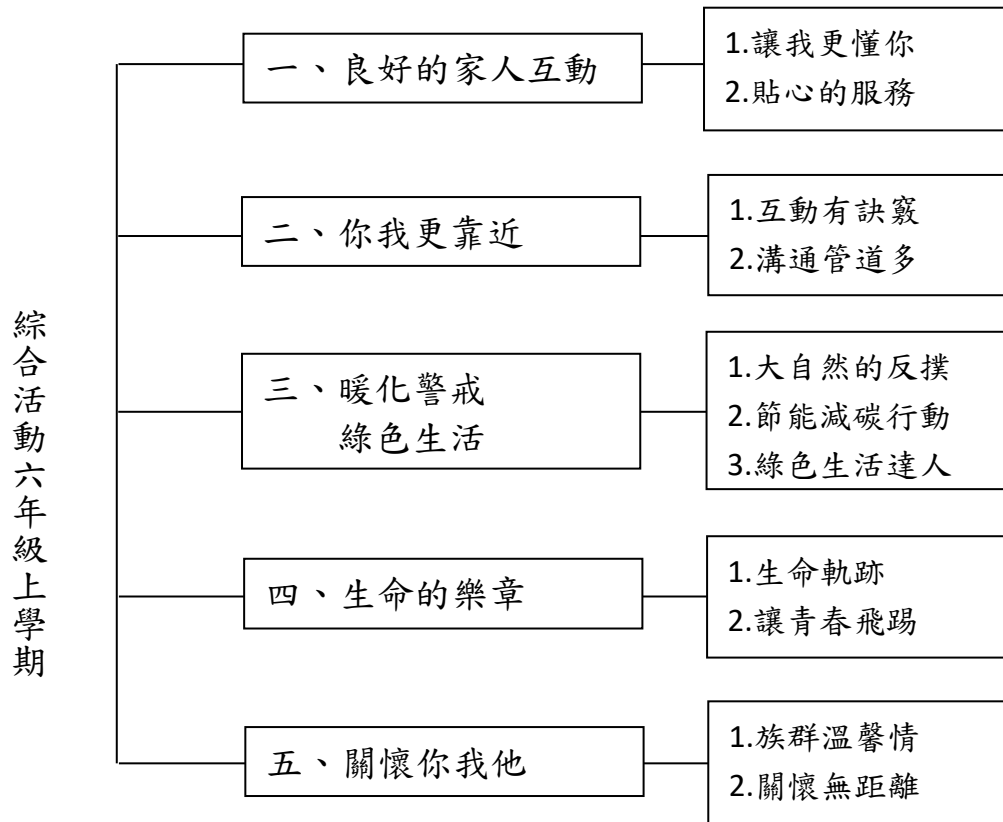 綜合活動六年級上學期
一、良好的家人互動
1.讓我更懂你
2.貼心的服務
二、你我更靠近
1.互動有訣竅
2.溝通管道多
三、暖化警戒
綠色生活
1.大自然的反撲
2.節能減碳行動
3.綠色生活達人
四、生命的樂章
1.生命軌跡
2.讓青春飛踢
五、關懷你我他
1.族群溫馨情
2.關懷無距離